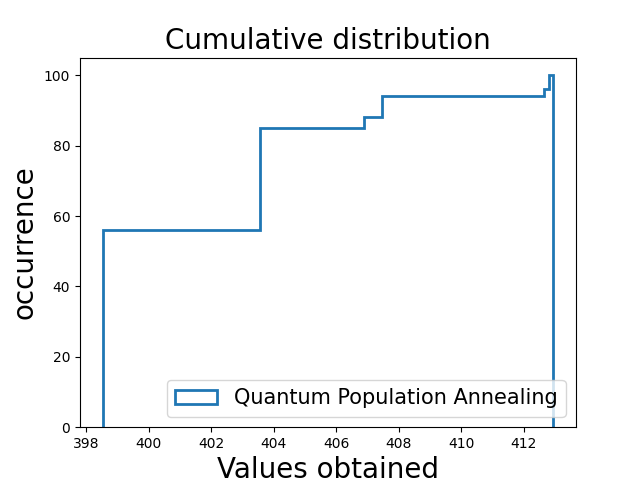 Cumulative distribution
100
80
60
40
20
0
occurrence
Quantum Population Annealing
398 400 402 404 406 408 410 412
Values obtained